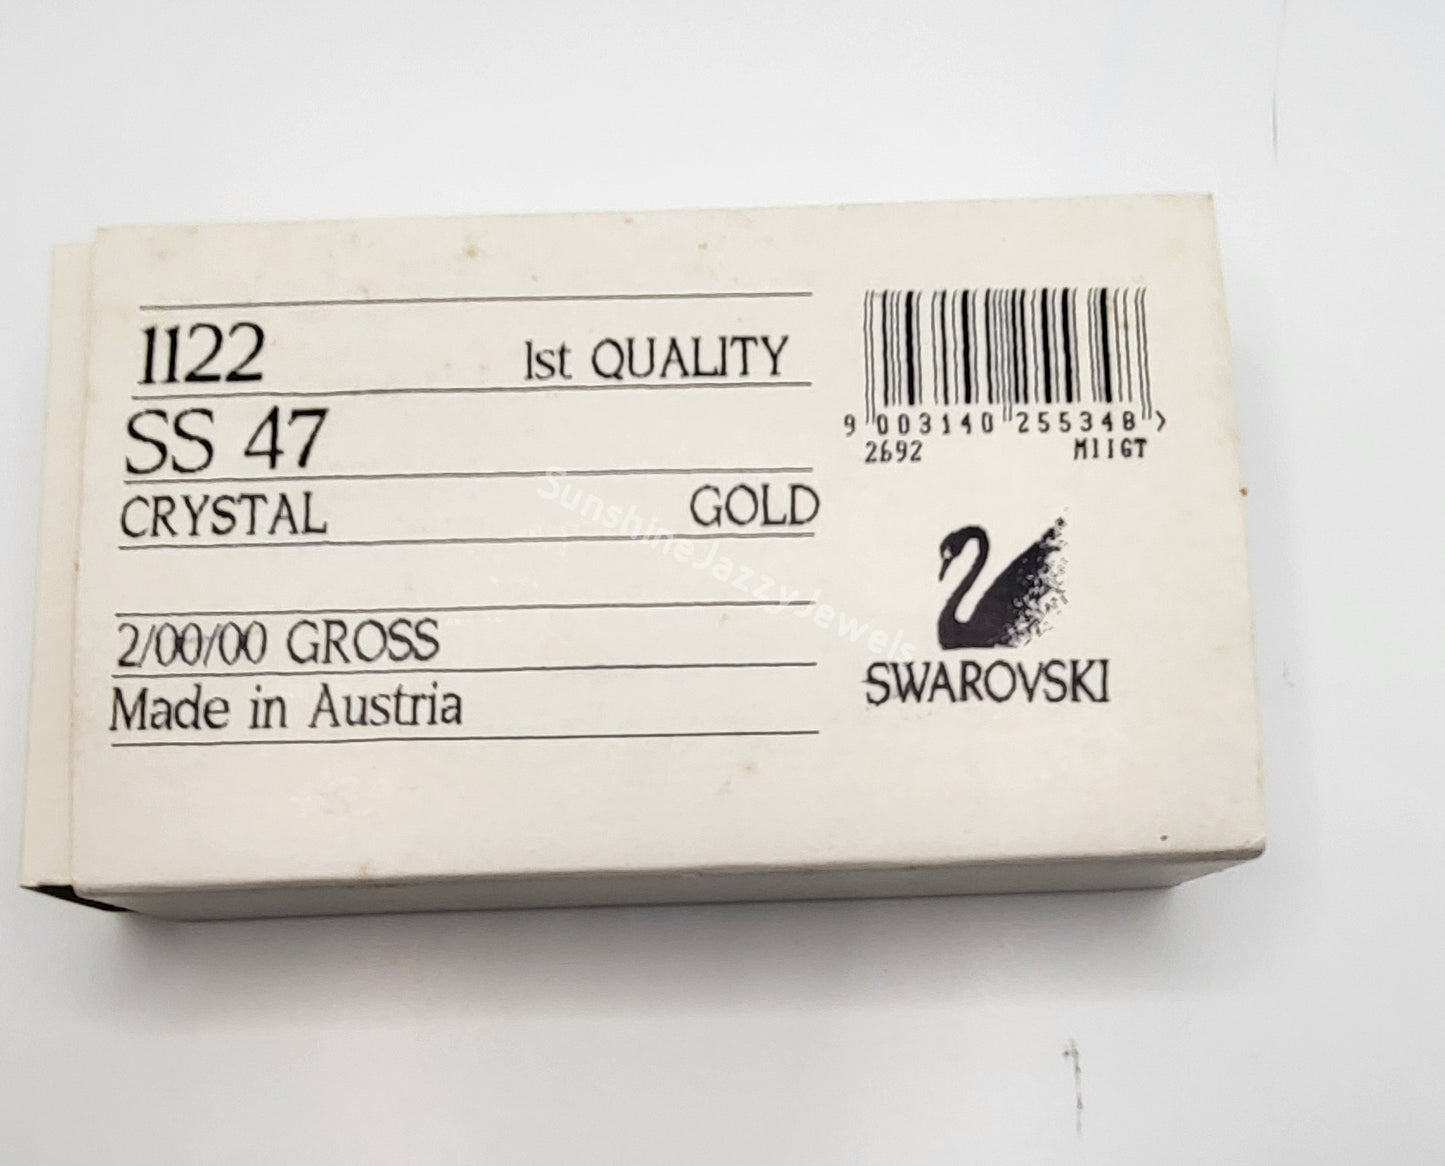 1122 1st QUALITY
SS 47
CRYSTAL GOLD
2/00/00 GROSS
Made in Austria
9 003140 255348 >
2692 M11GT
SWAROVSKI
SunshineJazzyJewels